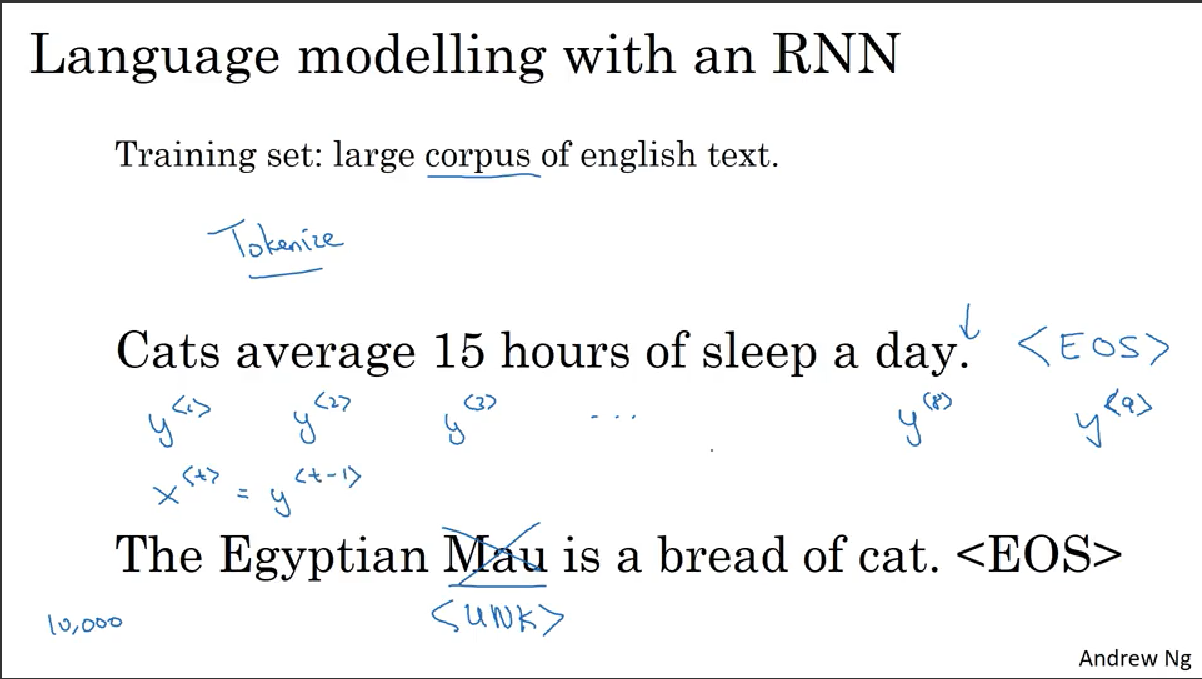 Language modelling with an RNN
Training set: large corpus of english text.
Tokenize
Cats average 15 hours of sleep a day. <EOS>
y<1> y<2> y<3> ... y<8> y<9>
x<t> = y<t-1>
The Egyptian Mau is a bread of cat. <EOS>
10,000 <UNK>
Andrew Ng